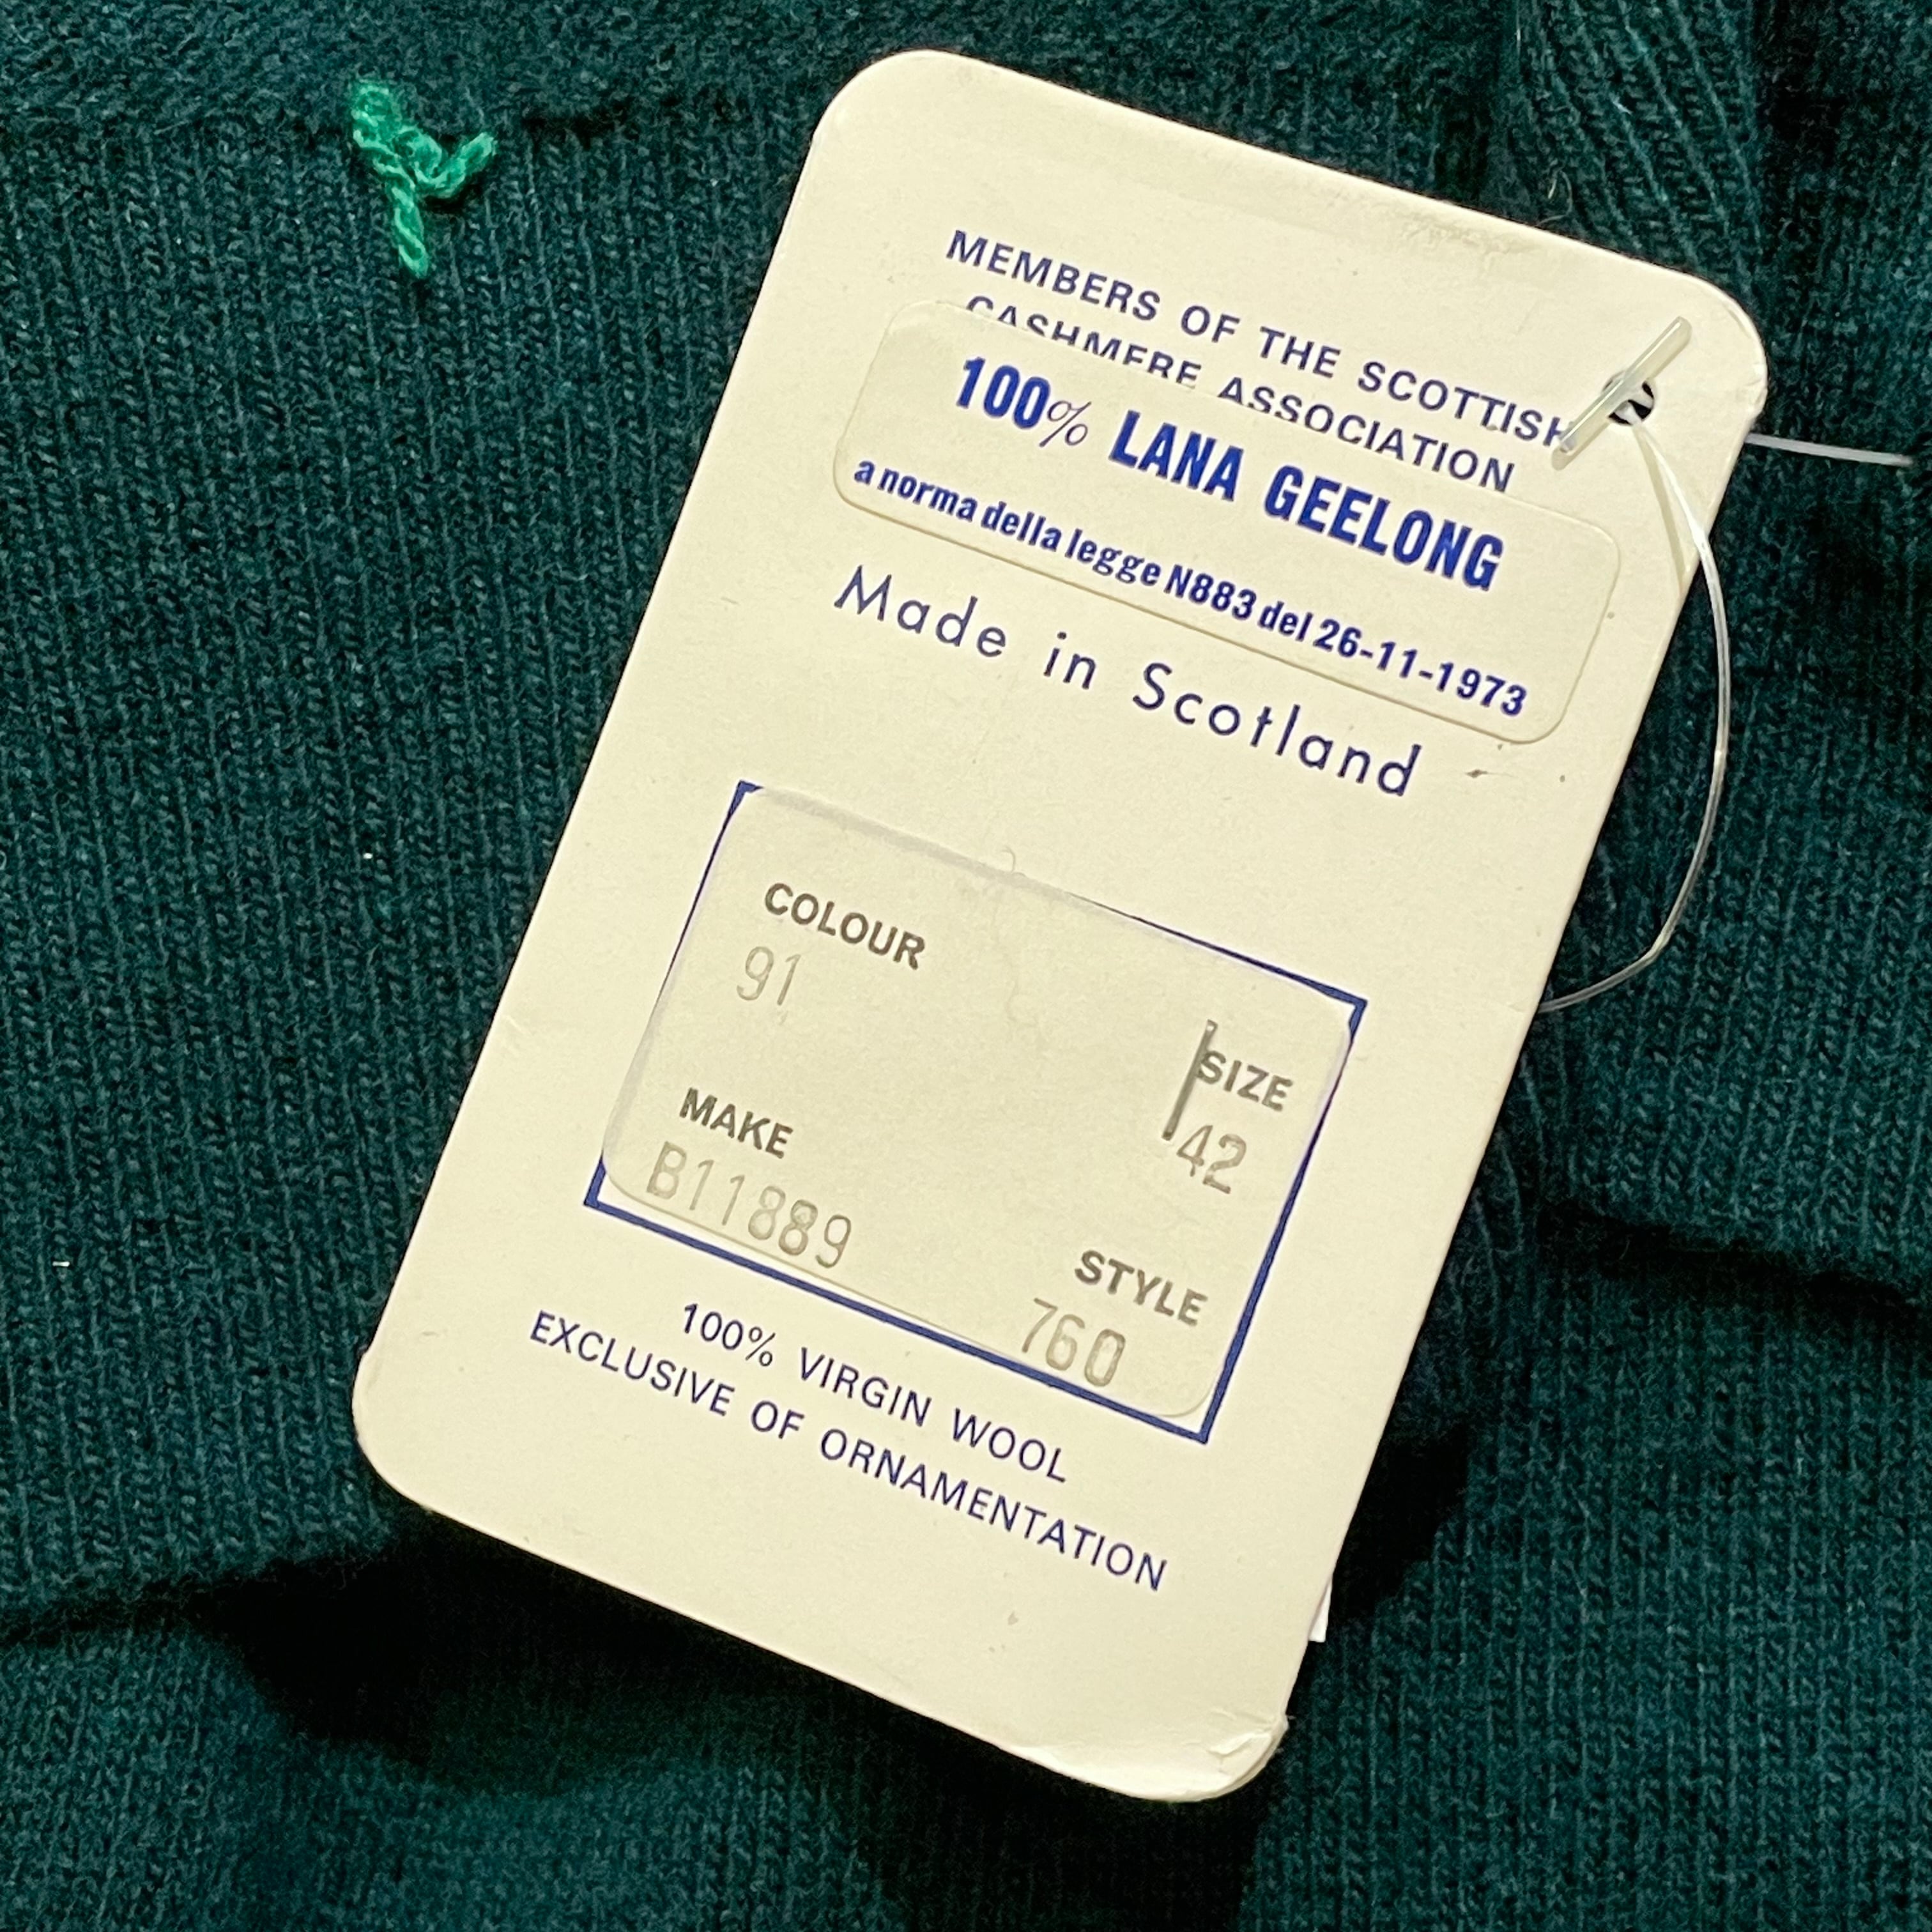 MEMBERS OF THE SCOTTISH
CASHMERE ASSOCIATION
100% LANA GEELONG
a norma della legge N883 del 26-11-1973
Made in Scotland
COLOUR
91
SIZE
42
MAKE
B11889
STYLE
760
100% VIRGIN WOOL
EXCLUSIVE OF ORNAMENTATION